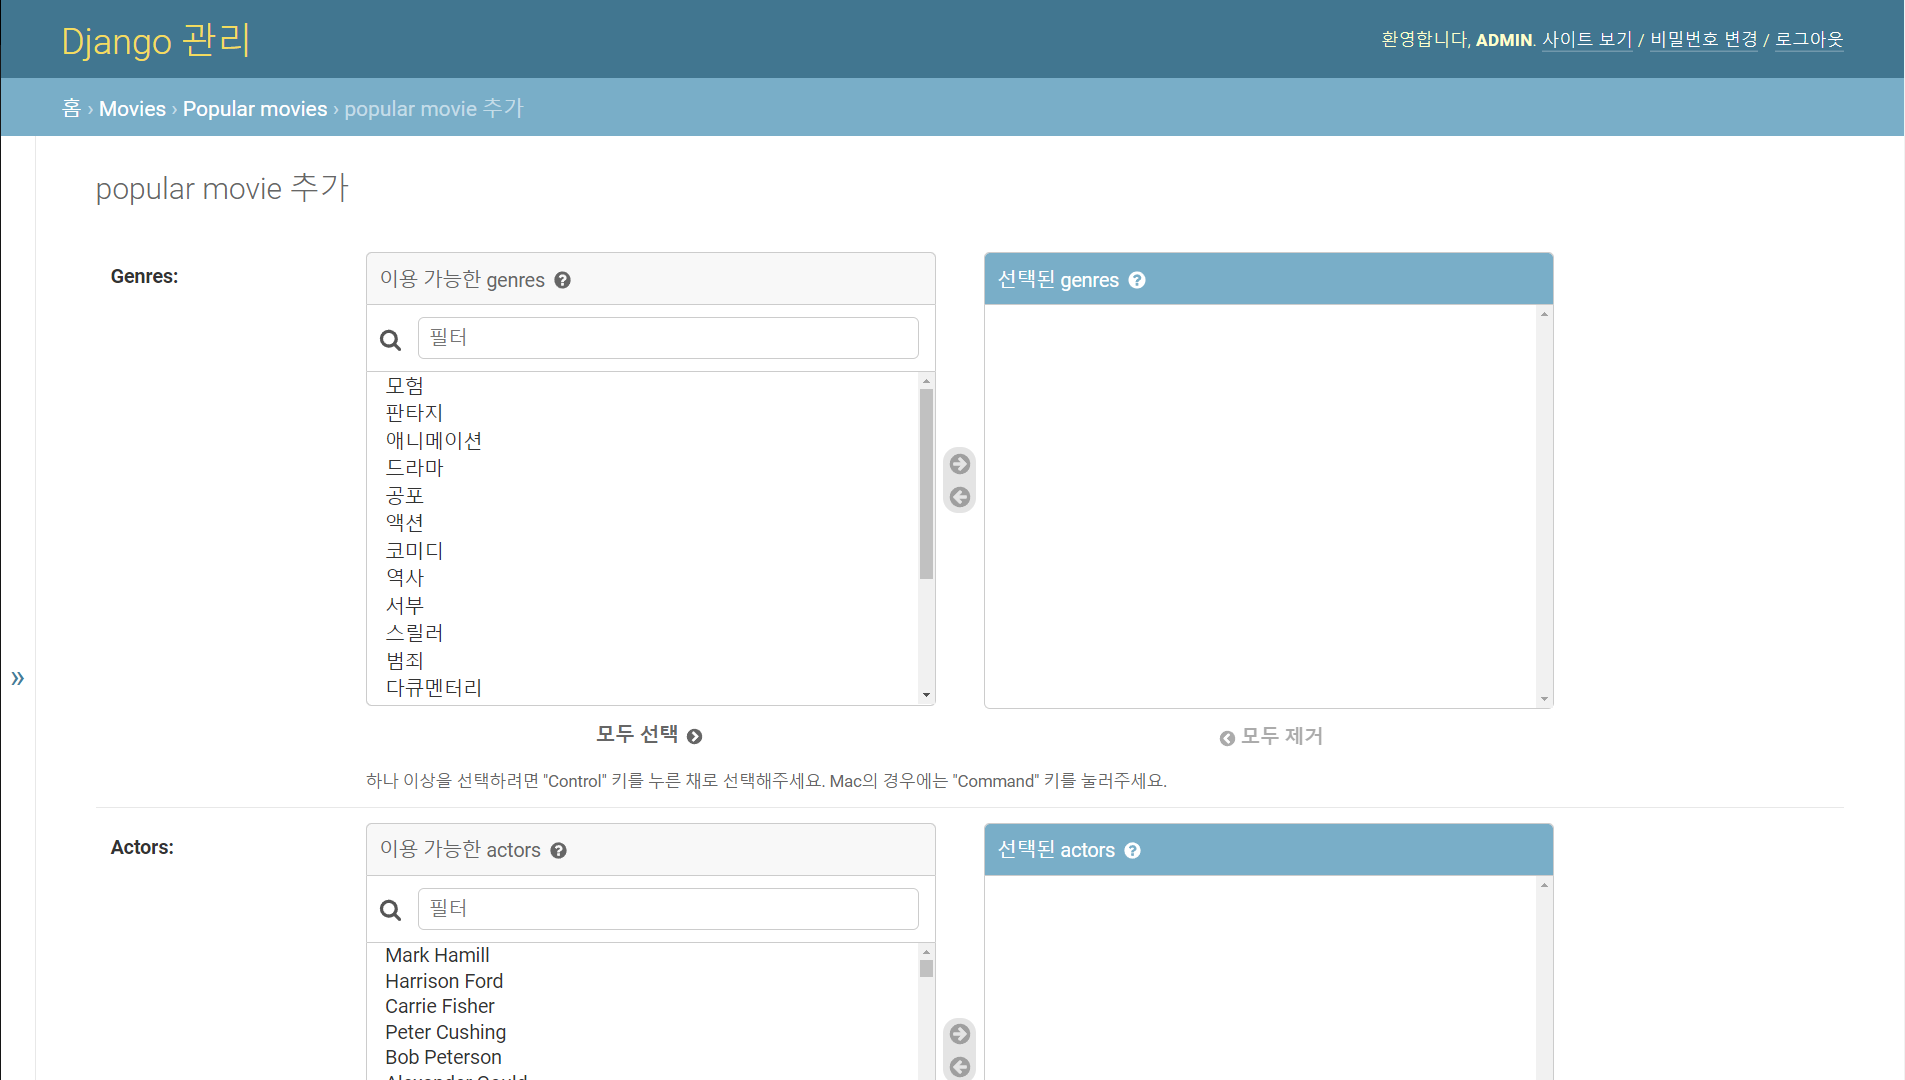 Django 관리
환영합니다, ADMIN. 사이트 보기 / 비밀번호 변경 / 로그아웃
홈 › Movies › Popular movies › popular movie 추가
popular movie 추가
Genres:
이용 가능한 genres
필터
모험
판타지
애니메이션
드라마
공포
액션
코미디
역사
서부
스릴러
범죄
다큐멘터리
모두 선택
선택된 genres
모두 제거
하나 이상을 선택하려면 "Control" 키를 누른 채로 선택해주세요. Mac의 경우에는 "Command" 키를 눌러주세요.
Actors:
이용 가능한 actors
필터
Mark Hamill
Harrison Ford
Carrie Fisher
Peter Cushing
Bob Peterson
Alexander Gould
선택된 actors
»